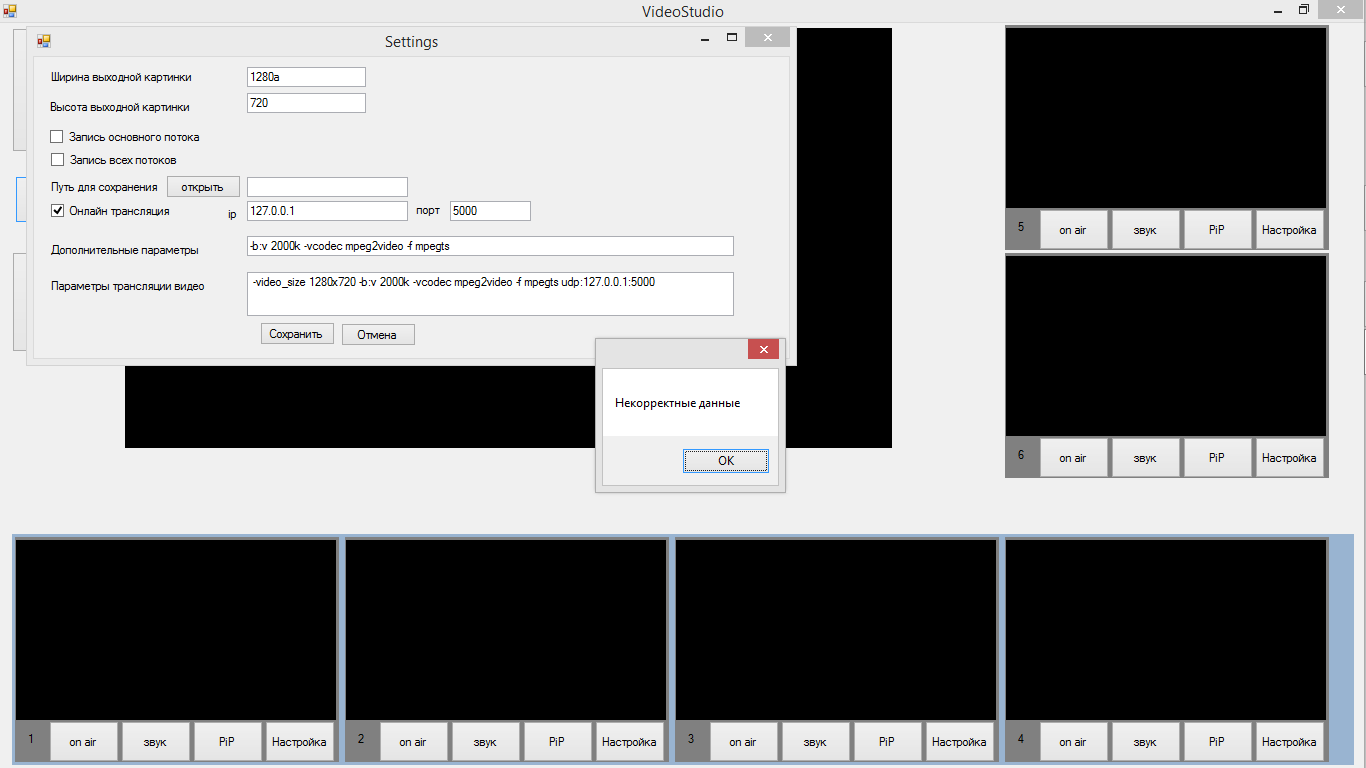 VideoStudio
Settings
Ширина выходной картинки 1280a
Высота выходной картинки 720
Запись основного потока
Запись всех потоков
Путь для сохранения открыть
Онлайн трансляция ip 127.0.0.1 порт 5000
Дополнительные параметры -b:v 2000k -vcodec mpeg2video -f mpegts
Параметры трансляции видео -video_size 1280x720 -b:v 2000k -vcodec mpeg2video -f mpegts udp:127.0.0.1:5000
Сохранить Отмена
Некорректные данные
OK
5 on air звук PiP Настройка
6 on air звук PiP Настройка
1 on air звук PiP Настройка
2 on air звук PiP Настройка
3 on air звук PiP Настройка
4 on air звук PiP Настройка